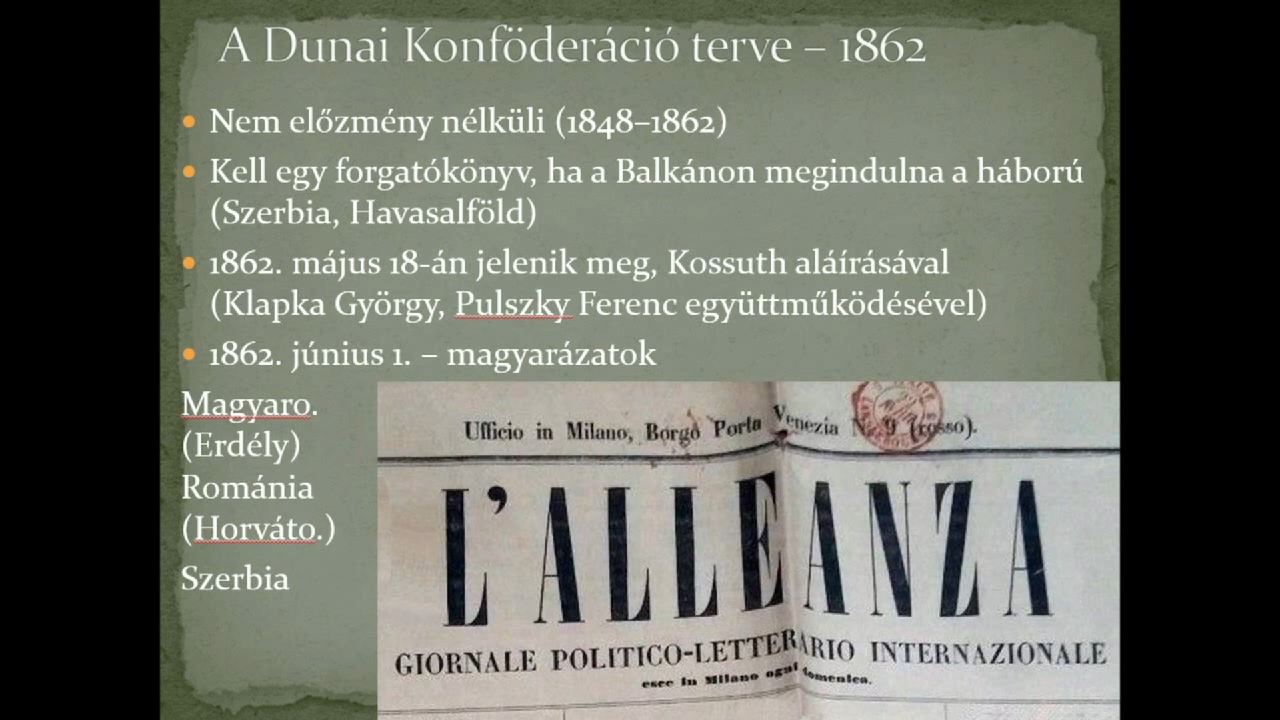 A Dunai Konföderáció terve – 1862
• Nem előzmény nélküli (1848–1862)
• Kell egy forgatókönyv, ha a Balkánon megindulna a háború
(Szerbia, Havasalföld)
• 1862. május 18-án jelenik meg, Kossuth aláírásával
(Klapka György, Pulszky Ferenc együttműködésével)
• 1862. június 1. – magyarázatok
Magyaro.
(Erdély)
Románia
(Horváto.)
Szerbia
Ufficio in Milano, Borgo Porta Venezia N. 9 (rosso).
L'ALLEANZA
GIORNALE POLITICO-LETTERARIO INTERNAZIONALE
esce in Milano ogni domenica.